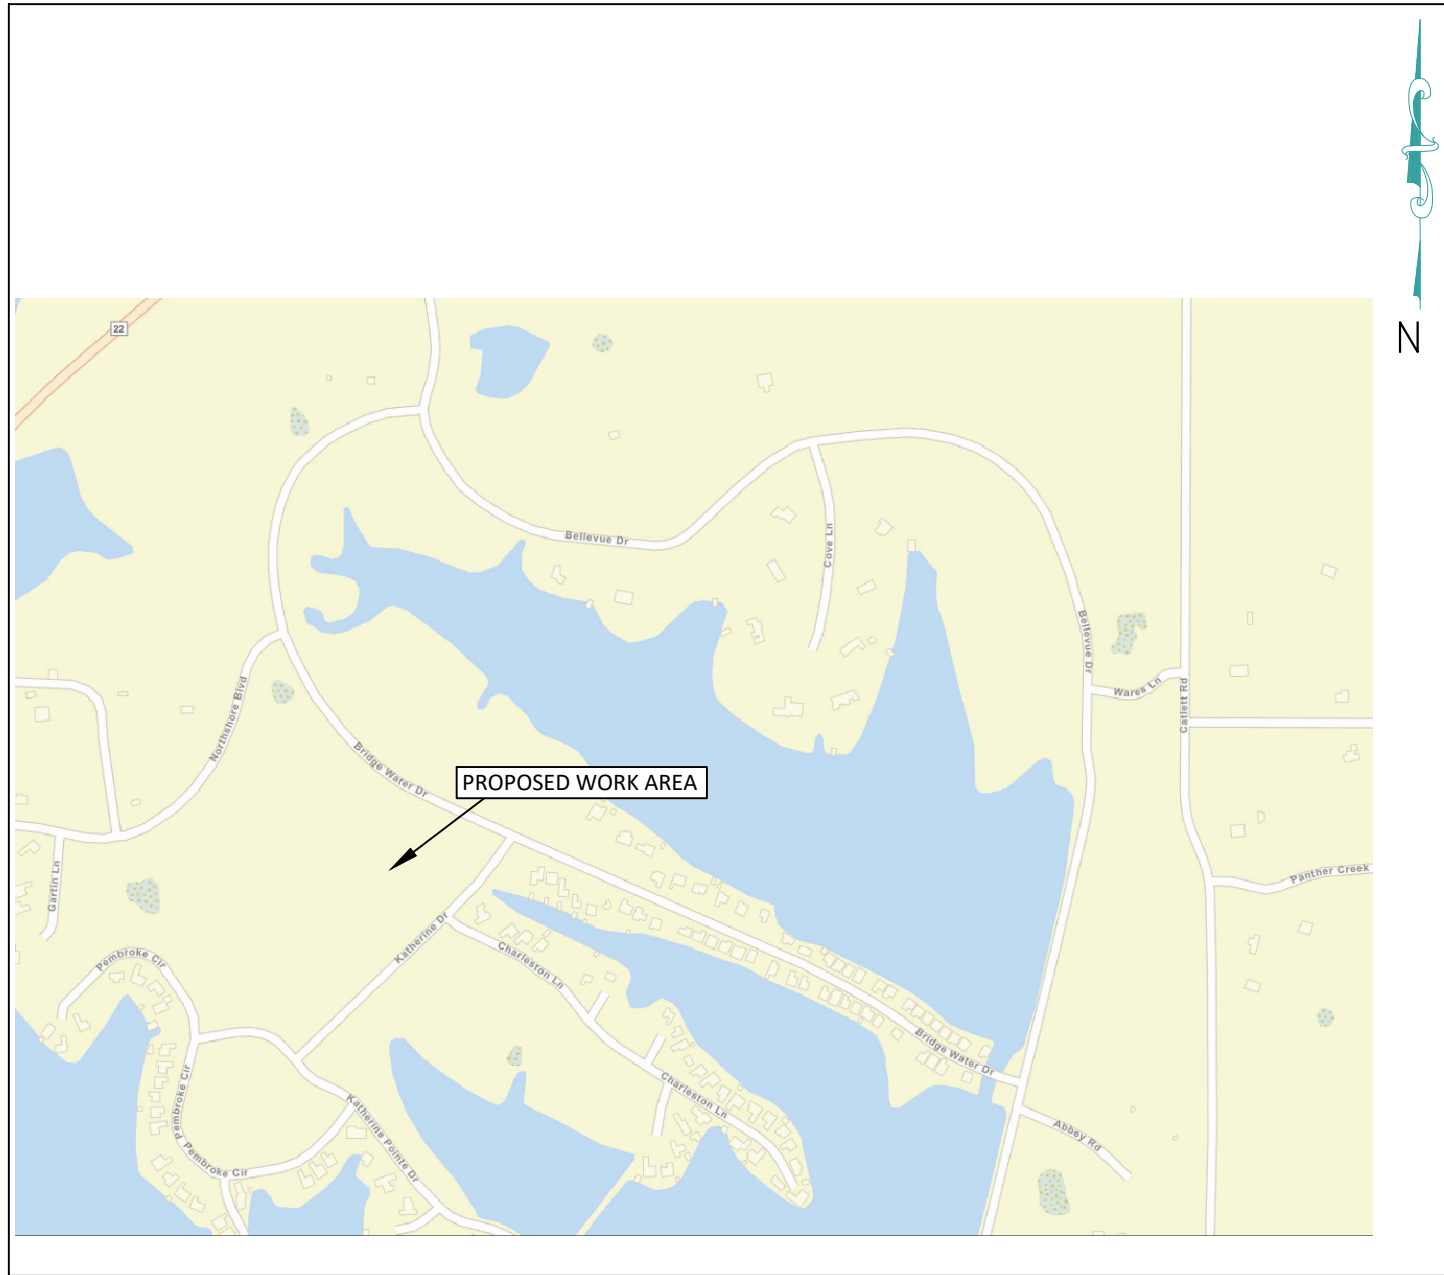 N
22
Bellevue Dr
Cove Ln
Bellevue Dr
Wares Ln
Catlett Rd
Northshore Blvd
Bridge Water Dr
PROPOSED WORK AREA
Gartin Ln
Panther Creek
Katherine Dr
Charleston Ln
Pembroke Cir
Bridge Water Dr
Charleston Ln
Pembroke Cir
Katherine Pointe Dr
Abbey Rd
Pembroke Cir